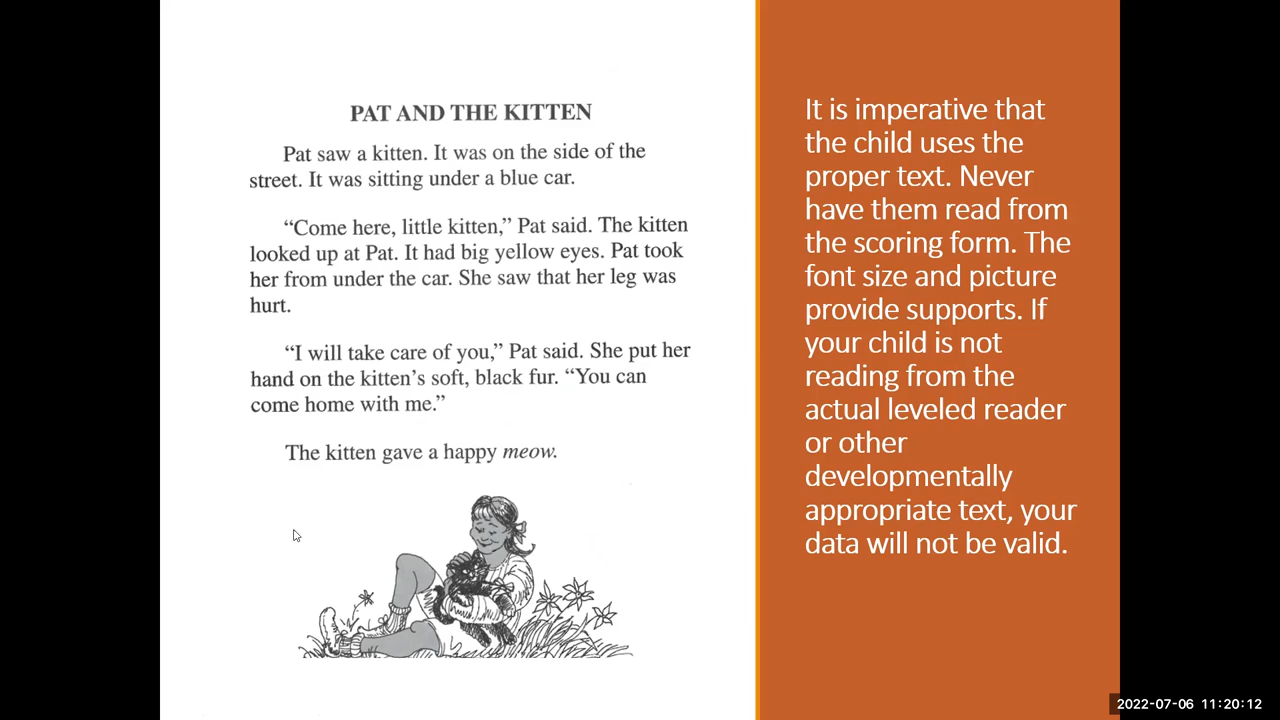 PAT AND THE KITTEN
Pat saw a kitten. It was on the side of the
street. It was sitting under a blue car.
“Come here, little kitten,” Pat said. The kitten
looked up at Pat. It had big yellow eyes. Pat took
her from under the car. She saw that her leg was
hurt.
“I will take care of you,” Pat said. She put her
hand on the kitten’s soft, black fur. “You can
come home with me.”
The kitten gave a happy meow.
It is imperative that
the child uses the
proper text. Never
have them read from
the scoring form. The
font size and picture
provide supports. If
your child is not
reading from the
actual leveled reader
or other
developmentally
appropriate text, your
data will not be valid.
2022-07-06 11:20:12